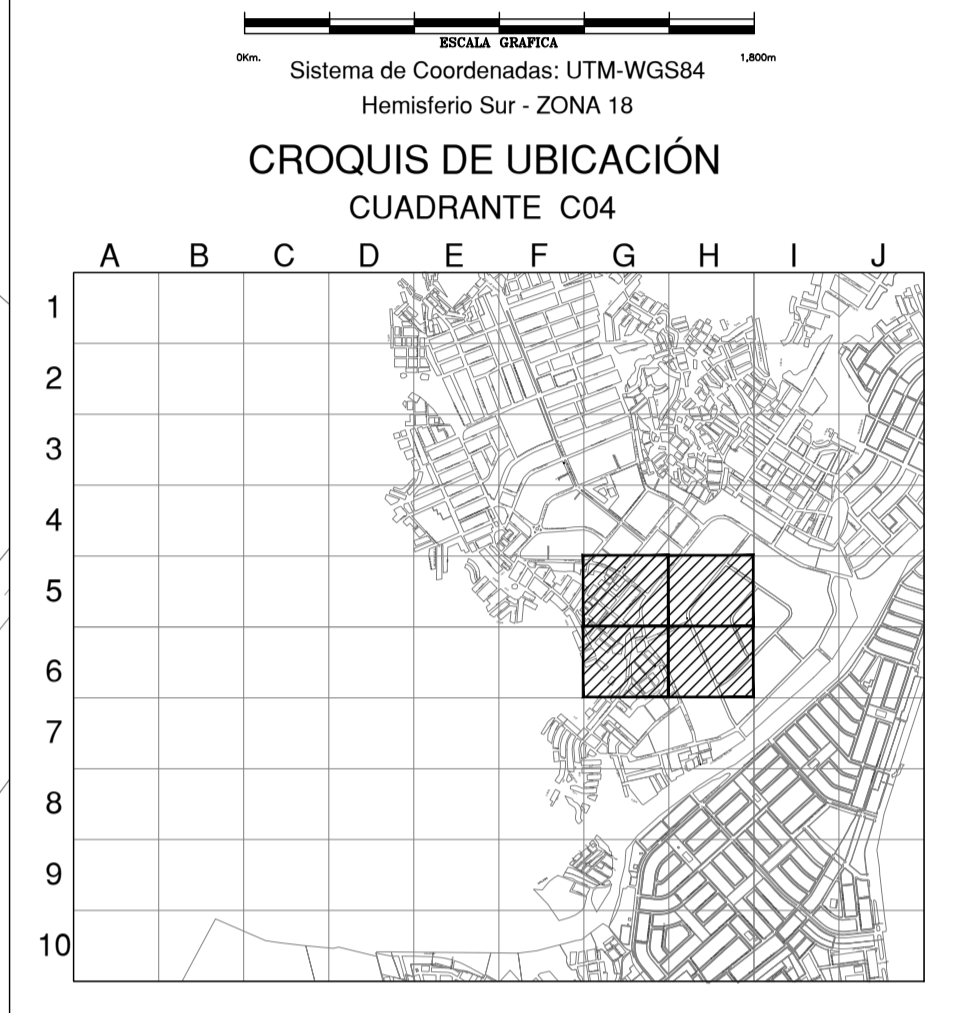 ESCALA GRAFICA
0Km. 1,800m
Sistema de Coordenadas: UTM-WGS84
Hemisferio Sur - ZONA 18
CROQUIS DE UBICACIÓN
CUADRANTE C04
A B C D E F G H I J
1
2
3
4
5
6
7
8
9
10